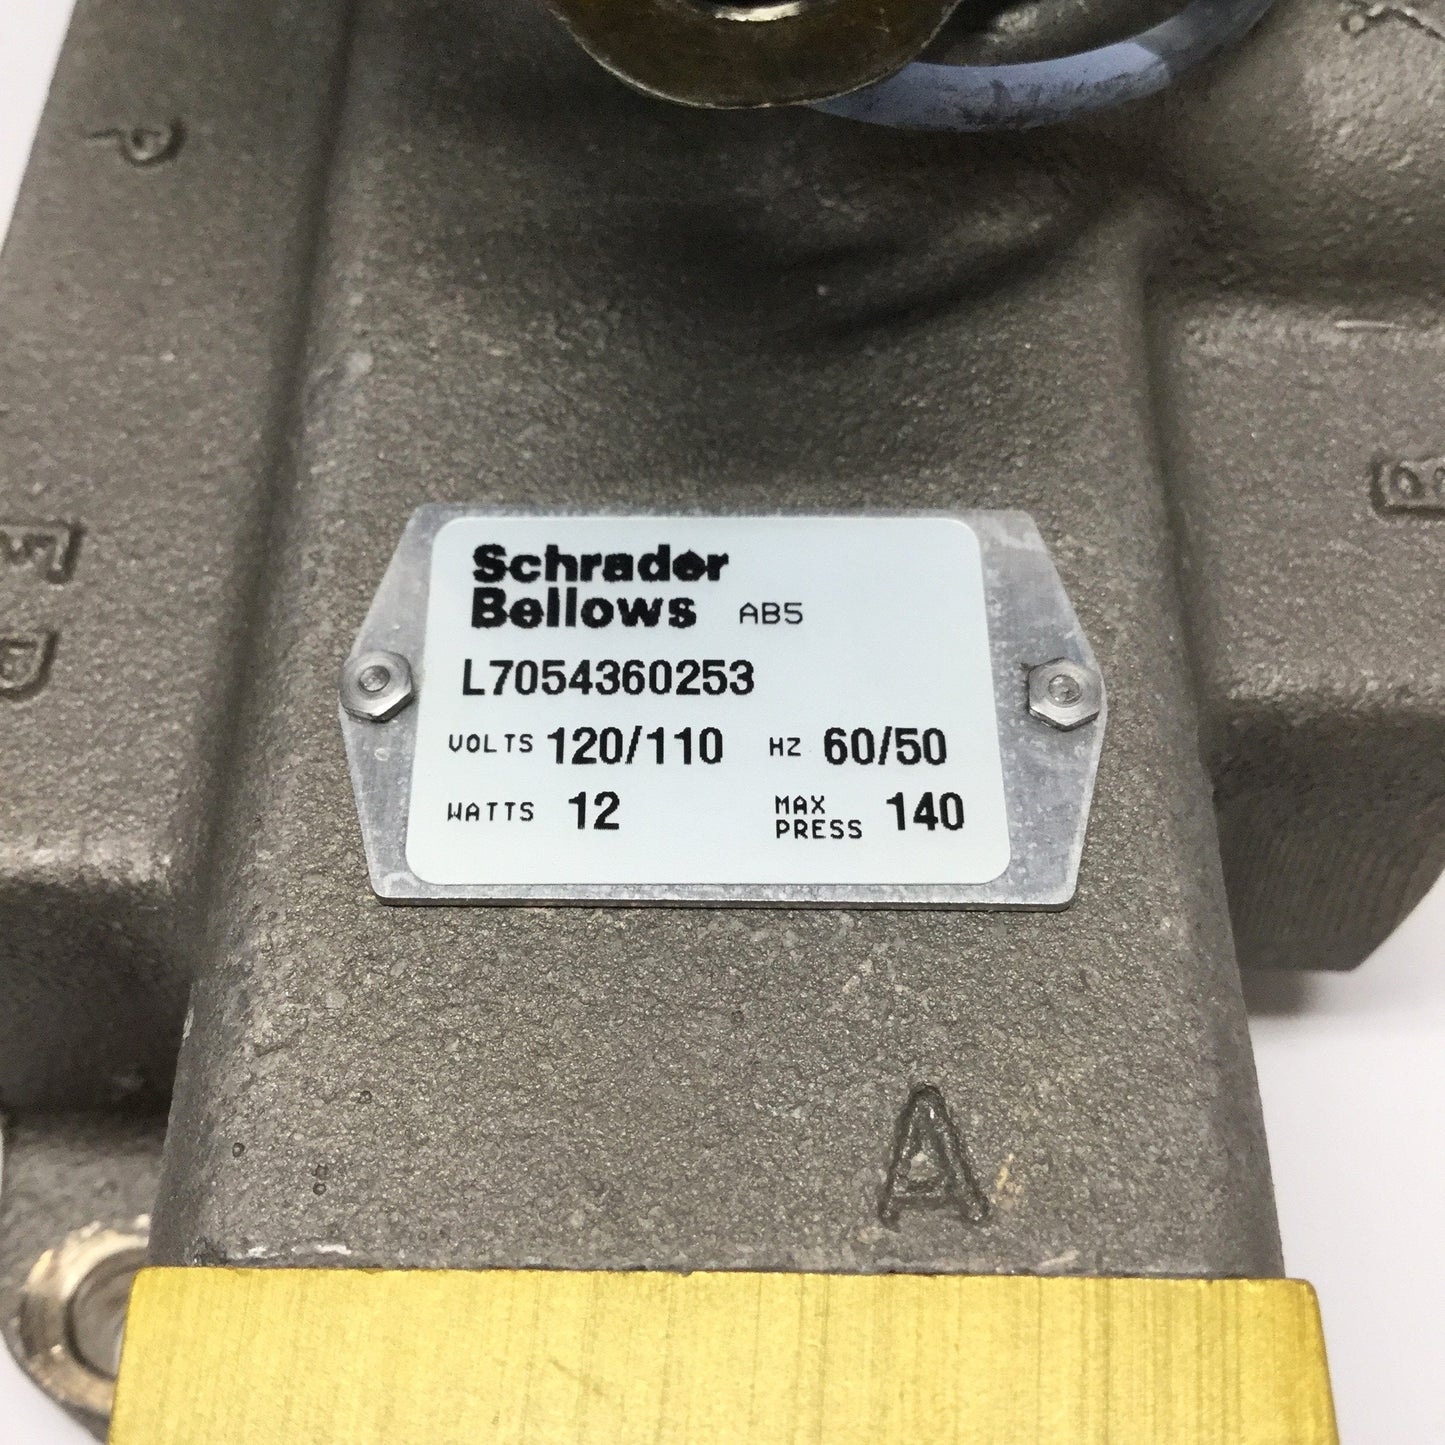 P
Schrader
Bellows AB5
L7054360253
VOLTS 120/110 HZ 60/50
WATTS 12 MAX PRESS 140
A